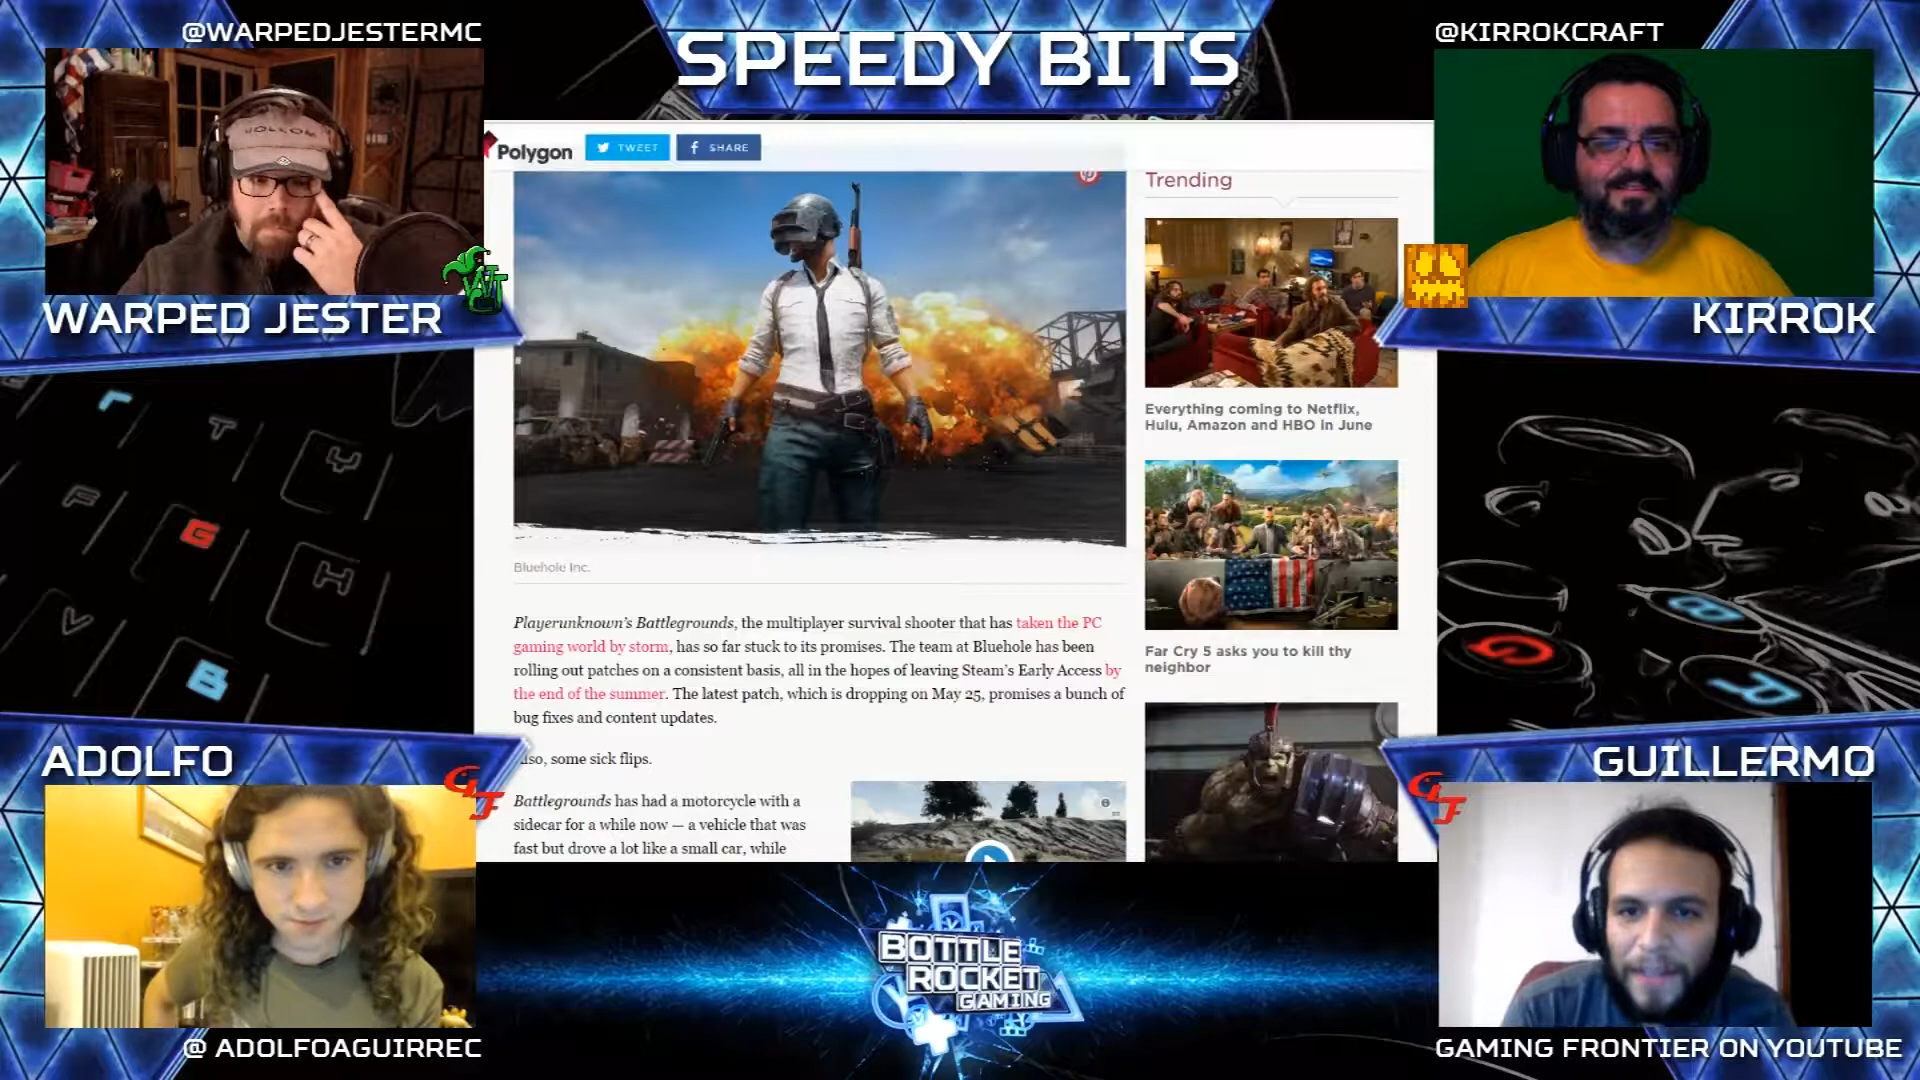 @WARPEDJESTERMC
SPEEDY BITS
@KIRROKCRAFT
Polygon
TWEET
SHARE
WARPED JESTER
KIRROK
Trending
Everything coming to Netflix,
Hulu, Amazon and HBO in June
Far Cry 5 asks you to kill thy
neighbor
Bluehole Inc.
Playerunknown's Battlegrounds, the multiplayer survival shooter that has taken the PC
gaming world by storm, has so far stuck to its promises. The team at Bluehole has been
rolling out patches on a consistent basis, all in the hopes of leaving Steam's Early Access by
the end of the summer. The latest patch, which is dropping on May 25, promises a bunch of
bug fixes and content updates.
lso, some sick flips.
Battlegrounds has had a motorcycle with a
sidecar for a while now — a vehicle that was
fast but drove a lot like a small car, while
T
Y
F
G
H
V
B
B
R
ADOLFO
GUILLERMO
BOTTLE
ROCKET
GAMING
@ ADOLFOAGUIRREC
GAMING FRONTIER ON YOUTUBE